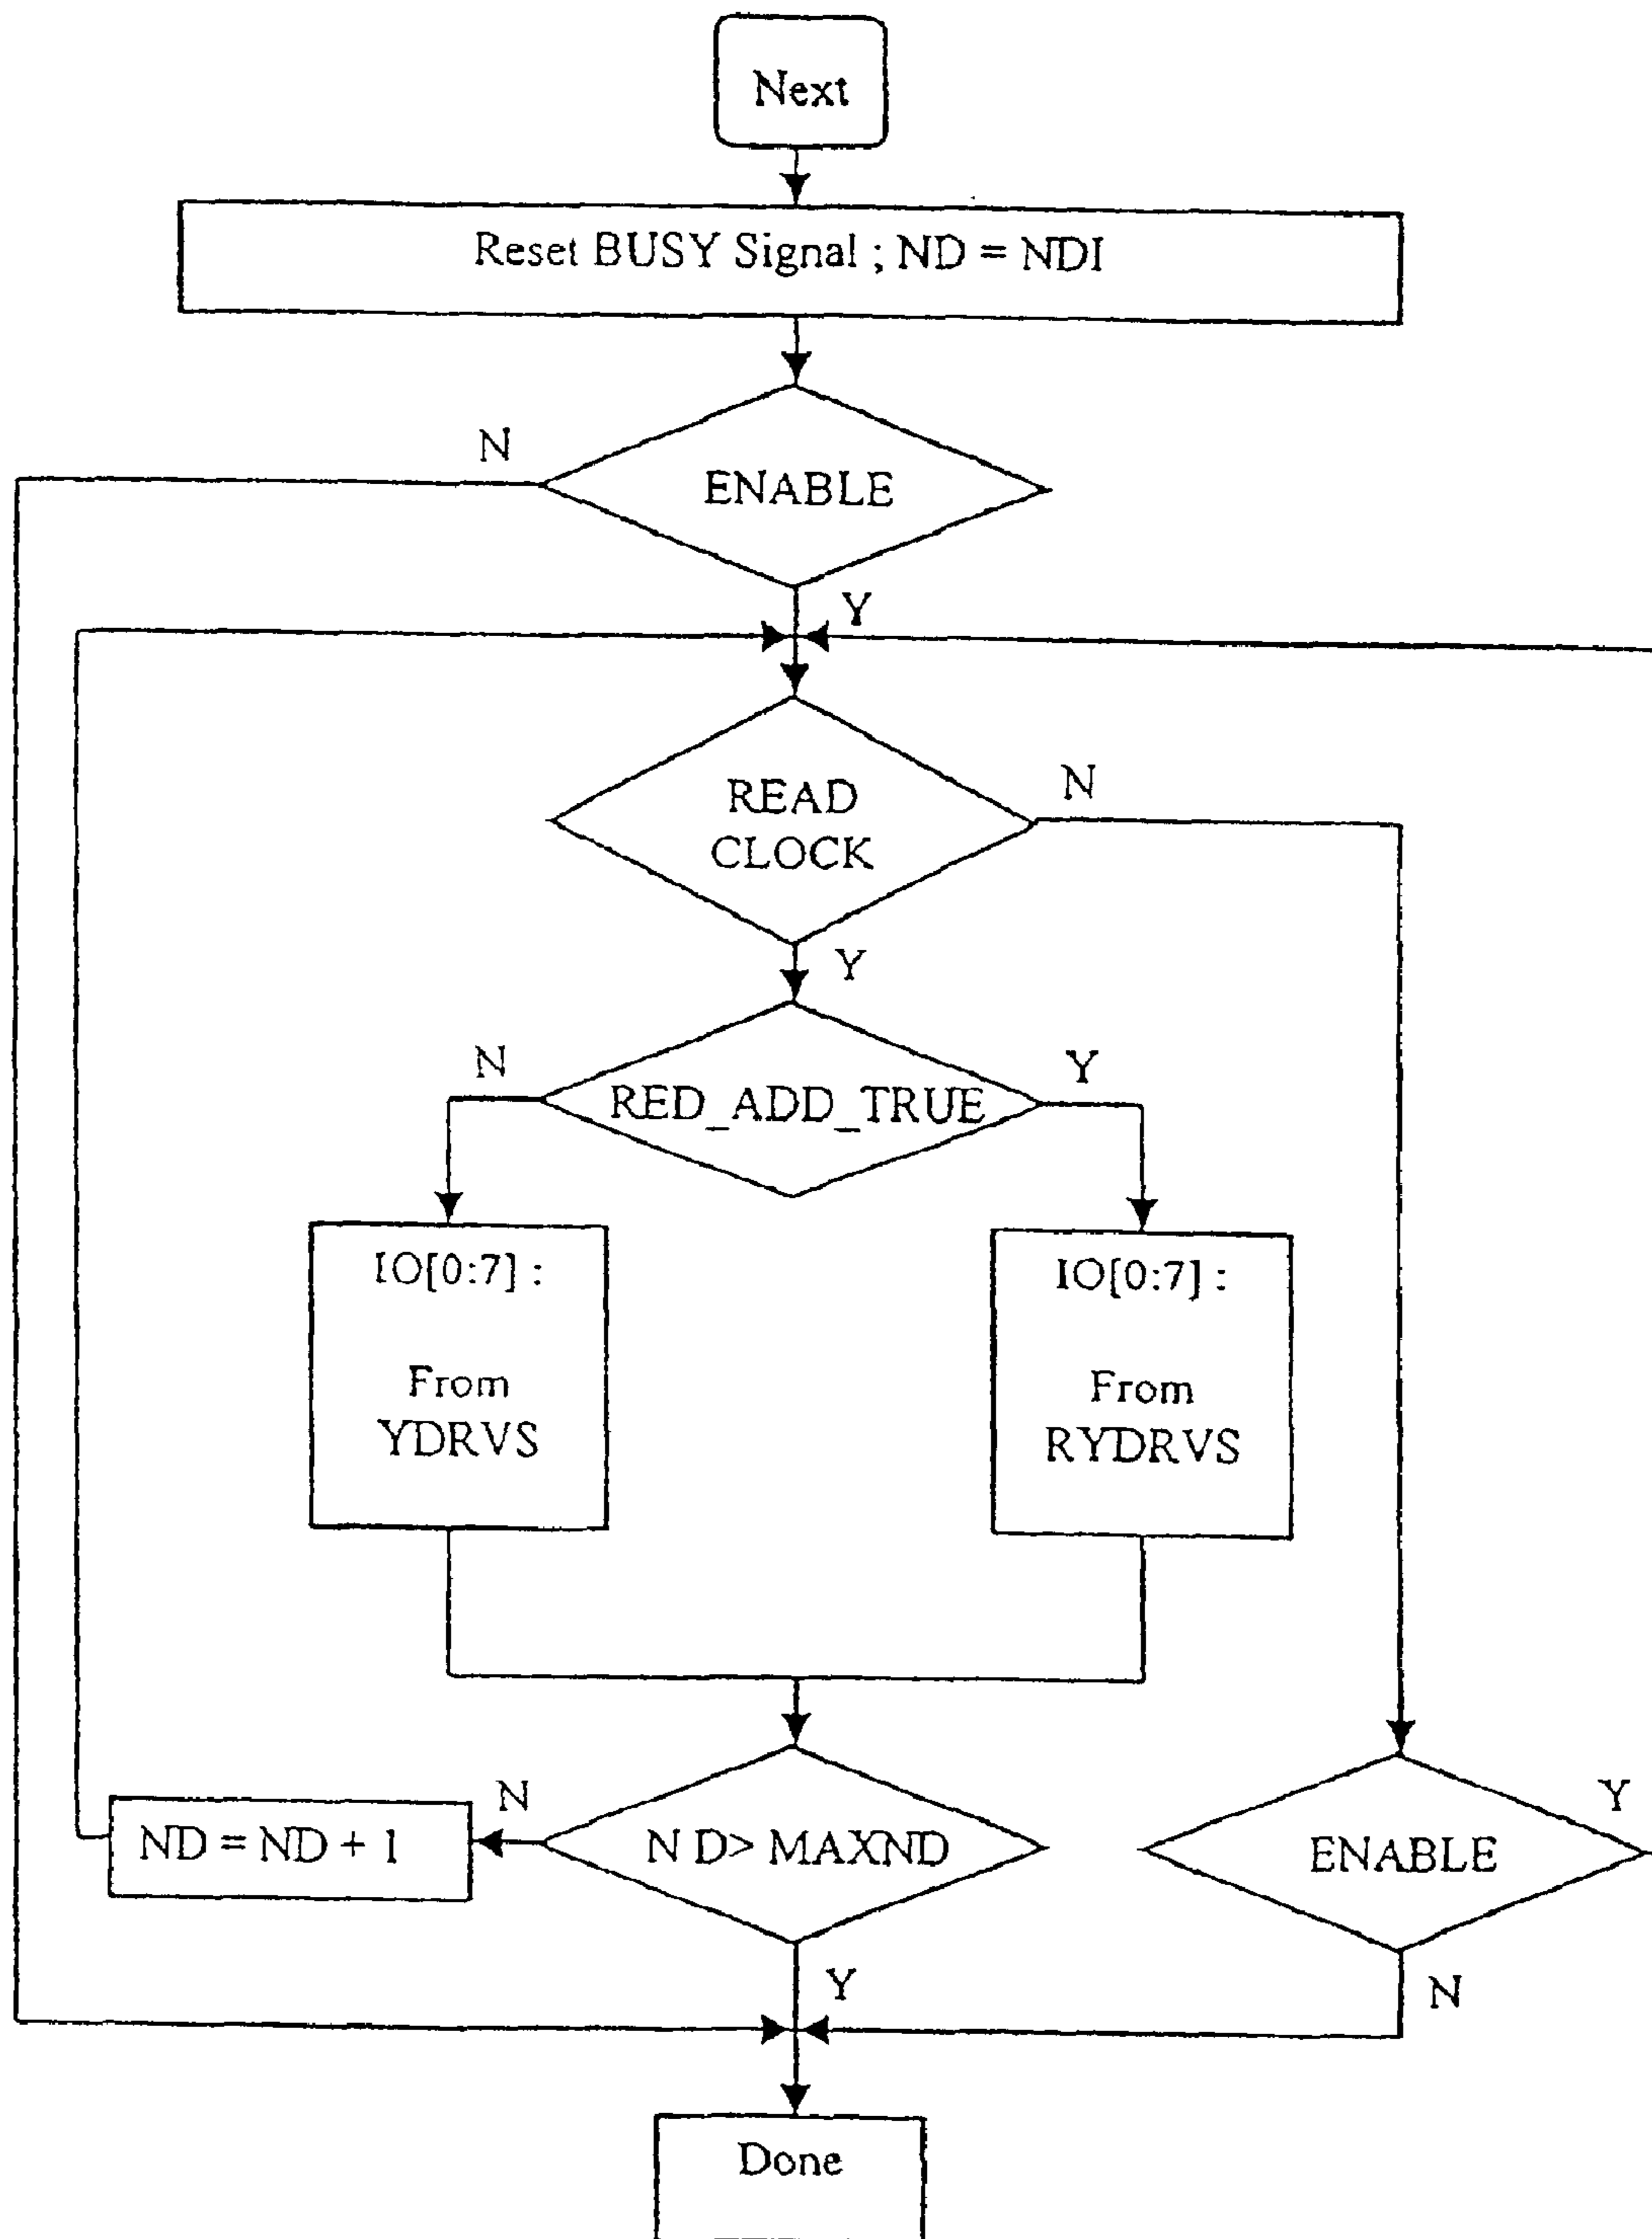 Next
Reset BUSY Signal ; ND = NDI
N
ENABLE
Y
READ
CLOCK
N
Y
N
RED_ADD_TRUE
Y
IO[0:7] :
From
YDRVS
IO[0:7] :
From
RYDRVS
ND = ND + 1
N
N D> MAXND
Y
ENABLE
Y
N
Done